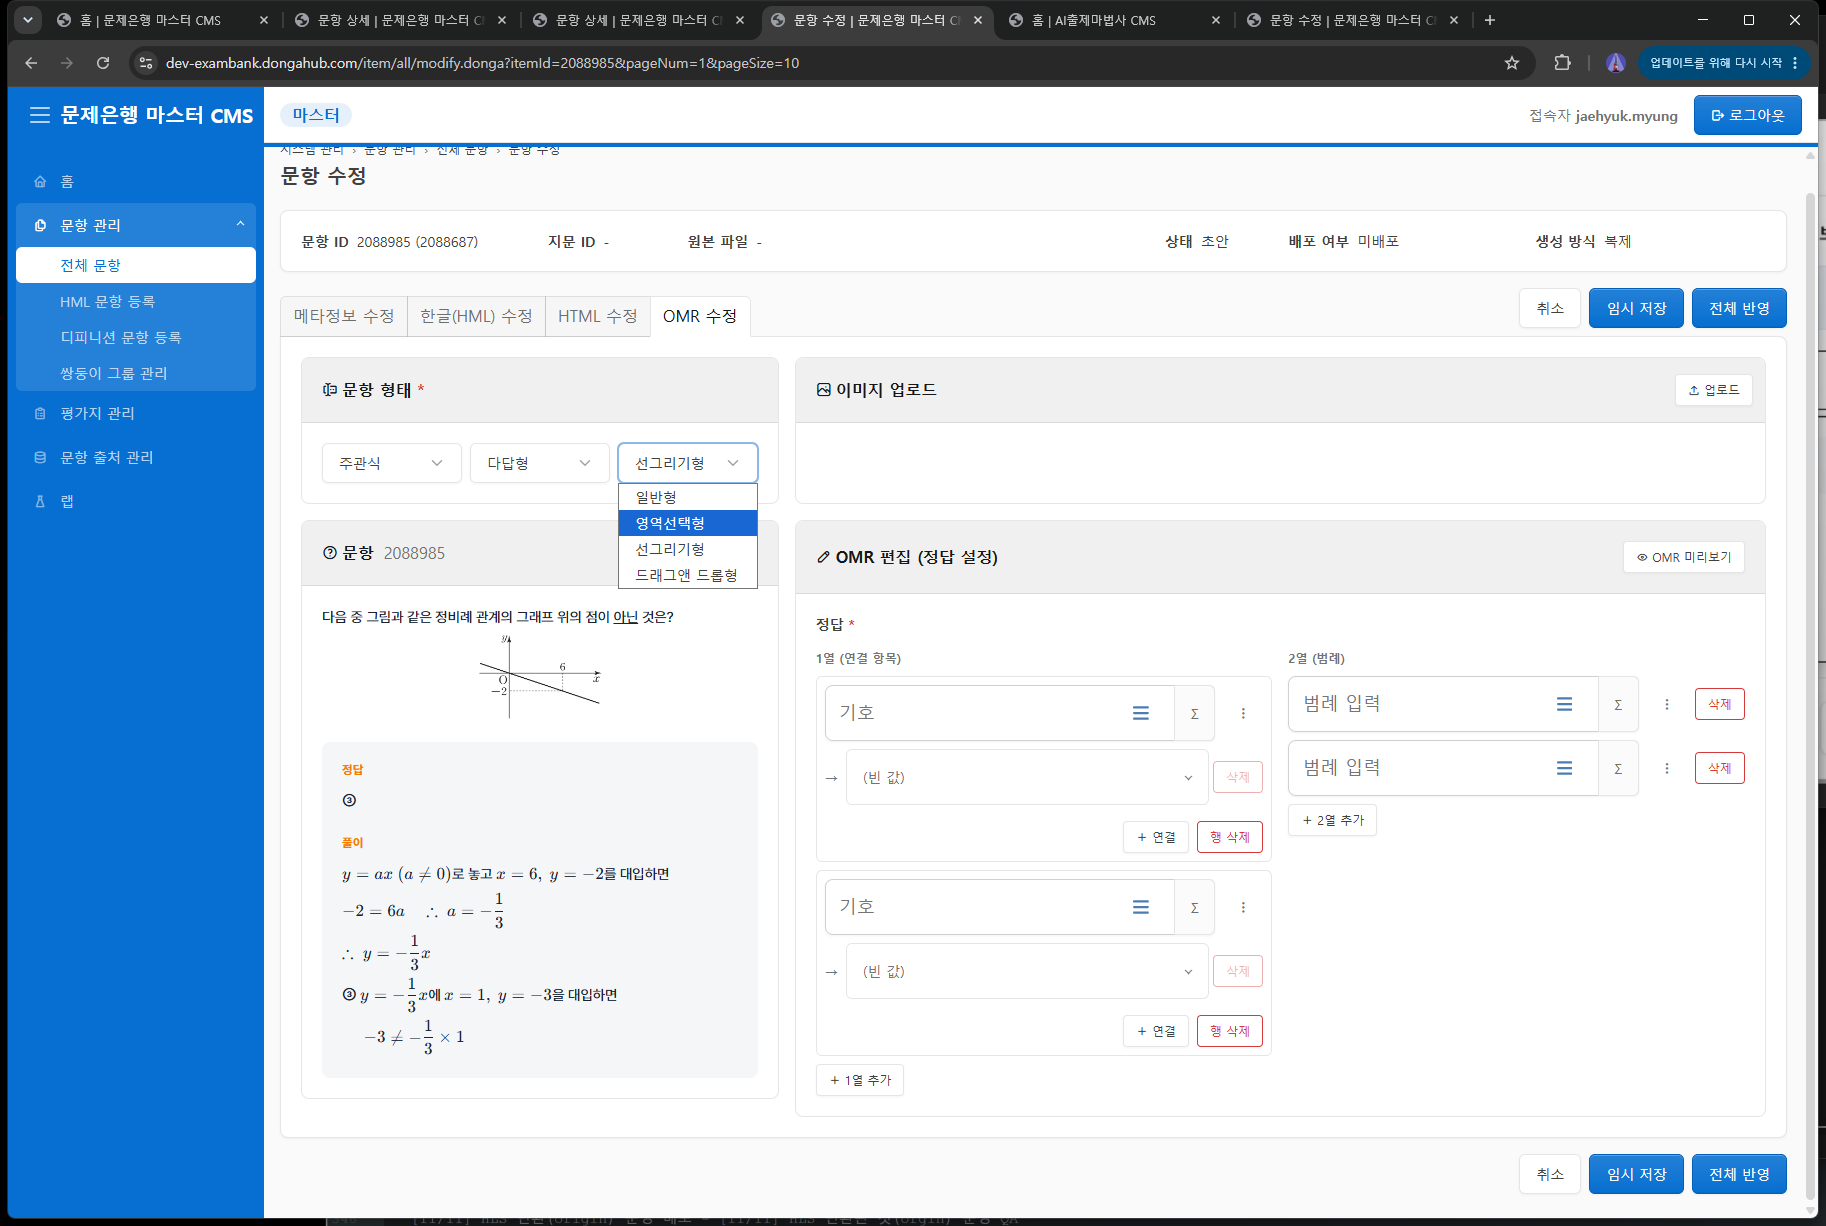 홈 | 문제은행 마스터 CMS
문항 상세 | 문제은행 마스터 C
문항 상세 | 문제은행 마스터 C
문항 수정 | 문제은행 마스터 C
홈 | AI출제마법사 CMS
문항 수정 | 문제은행 마스터 C
dev-exambank.dongahub.com/item/all/modify.donga?itemId=2088985&pageNum=1&pageSize=10
업데이트를 위해 다시 시작
문제은행 마스터 CMS
마스터
접속자 jaehyuk.myung
로그아웃
시스템 관리 › 문항 관리 › 전체 문항 › 문항 수정
문항 수정
홈
문항 관리
전체 문항
HML 문항 등록
디피니션 문항 등록
쌍둥이 그룹 관리
평가지 관리
문항 출처 관리
랩
문항 ID 2088985 (2088687)
지문 ID -
원본 파일 -
상태 초안
배포 여부 미배포
생성 방식 복제
메타정보 수정
한글(HML) 수정
HTML 수정
OMR 수정
취소
임시 저장
전체 반영
문항 형태 *
주관식
다답형
선그리기형
일반형
영역선택형
선그리기형
드래그앤 드롭형
이미지 업로드
업로드
문항 2088985
다음 중 그림과 같은 정비례 관계의 그래프 위의 점이 아닌 것은?
y
6
O
x
−2
정답
③
풀이
y = ax (a ≠ 0)로 놓고 x = 6, y = −2를 대입하면
−2 = 6a ∴ a = −1/3
∴ y = −1/3x
③ y = −1/3x에 x = 1, y = −3을 대입하면
−3 ≠ −1/3 × 1
OMR 편집 (정답 설정)
OMR 미리보기
정답 *
1열 (연결 항목)
2열 (범례)
기호
Σ
→ (빈 값)
삭제
+ 연결
행 삭제
기호
Σ
→ (빈 값)
삭제
+ 연결
행 삭제
+ 1열 추가
범례 입력
Σ
삭제
범례 입력
Σ
삭제
+ 2열 추가
취소
임시 저장
전체 반영